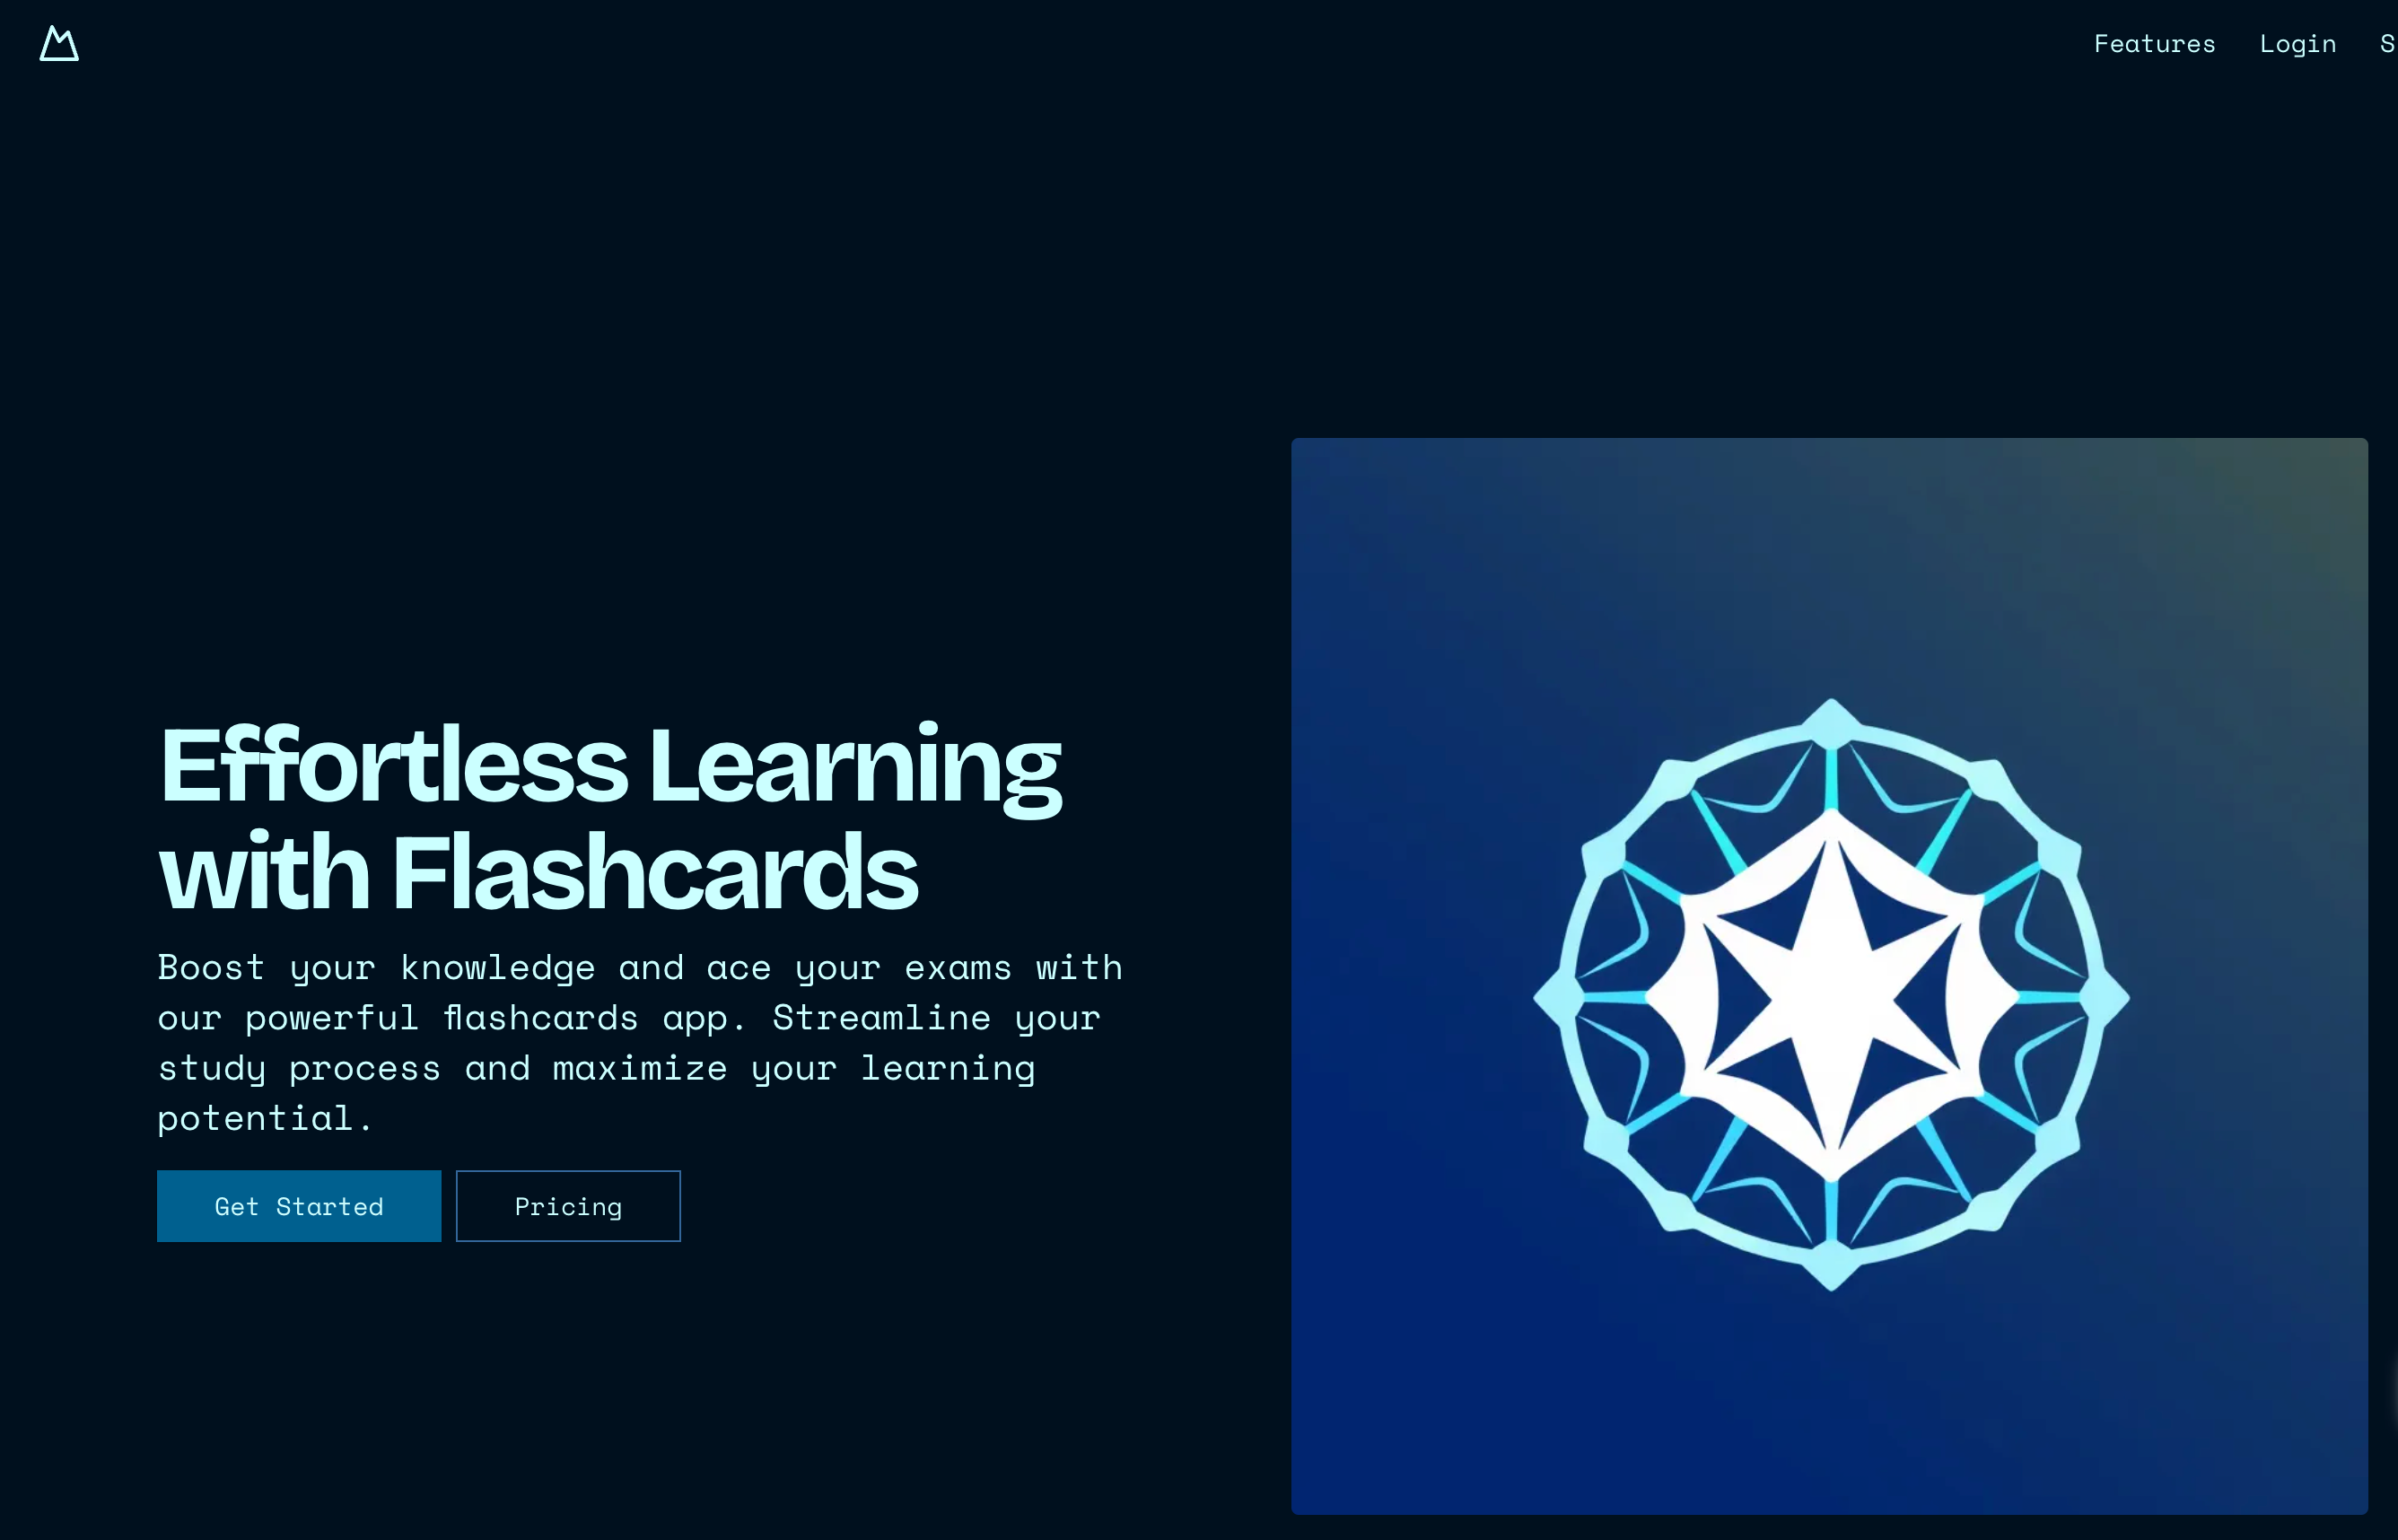 Features Login S
Effortless Learning
with Flashcards
Boost your knowledge and ace your exams with
our powerful flashcards app. Streamline your
study process and maximize your learning
potential.
Get Started Pricing